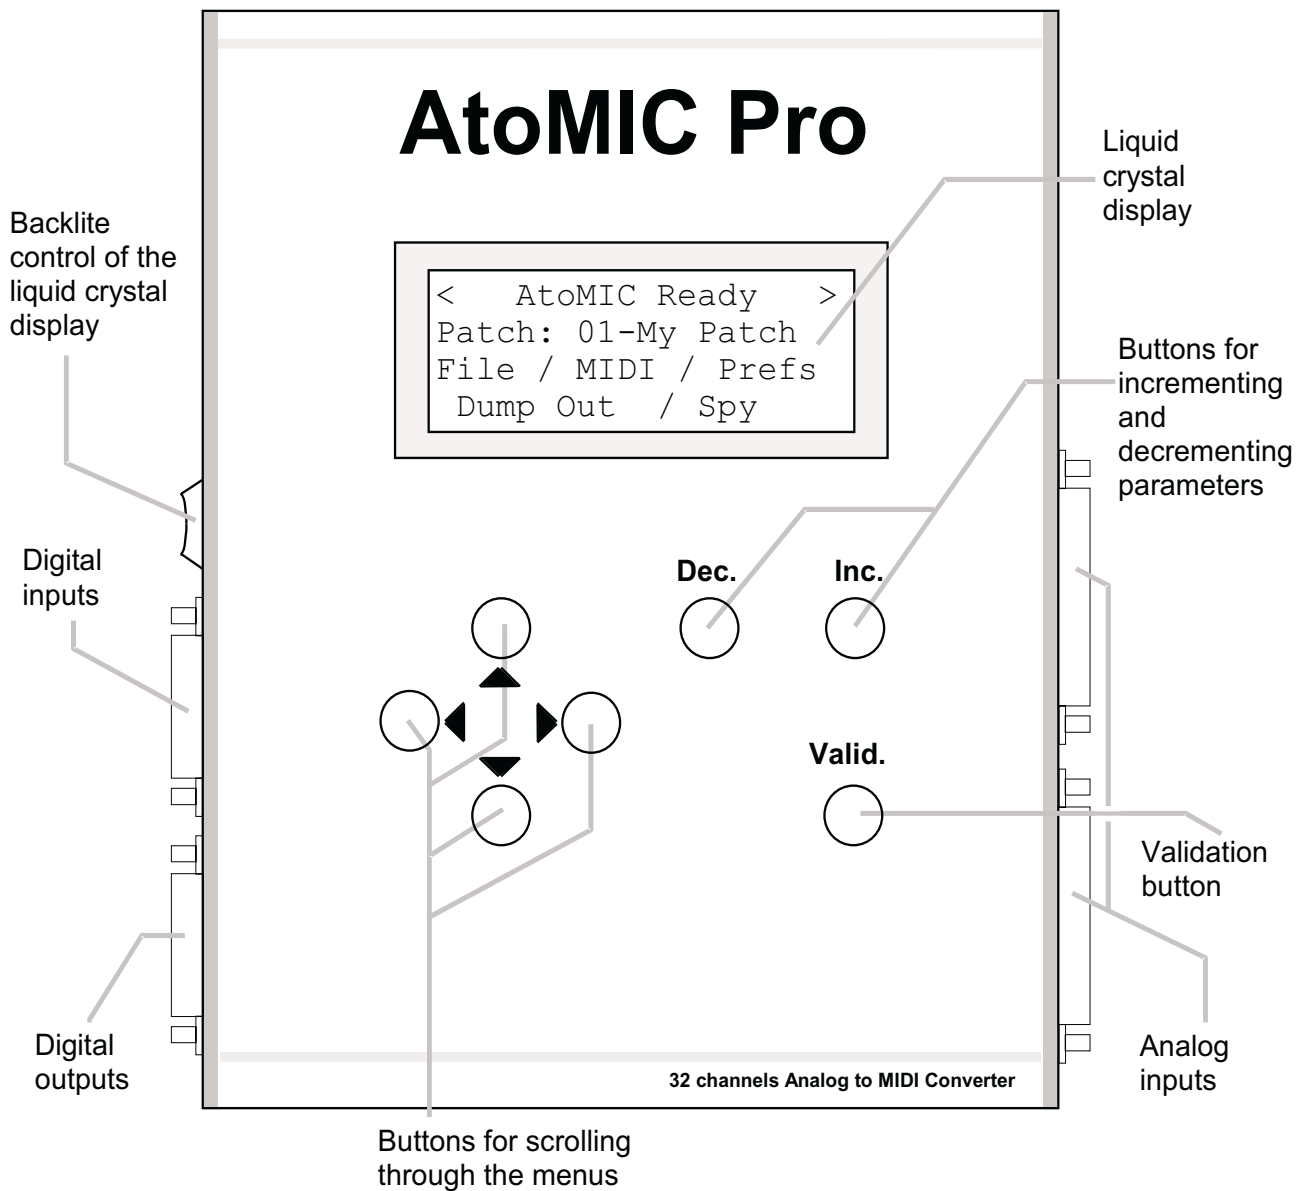 AtoMIC Pro
Liquid
crystal
display
Backlite
control of the
liquid crystal
display
<   AtoMIC Ready   >
Patch: 01-My Patch
File / MIDI / Prefs
Dump Out  / Spy
Buttons for
incrementing
and
decrementing
parameters
Digital
inputs
Dec.
Inc.
Valid.
Validation
button
Digital
outputs
Analog
inputs
32 channels Analog to MIDI Converter
Buttons for scrolling
through the menus